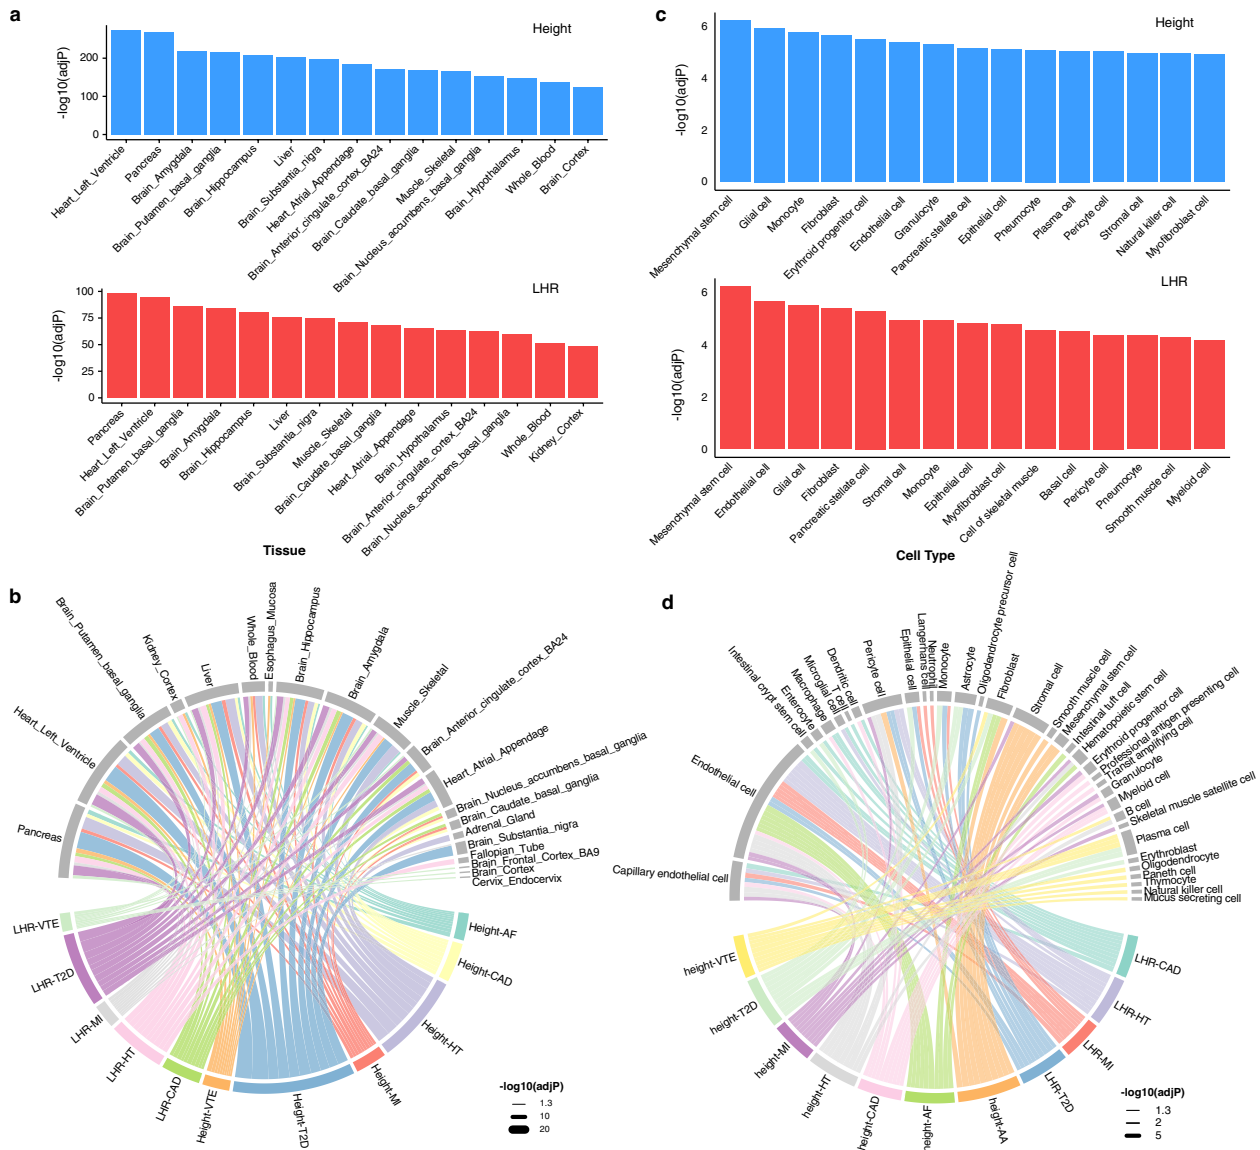 a
Height
-log10(adjP)
200
100
0
Heart_Left_Ventricle
Pancreas
Brain_Amygdala
Brain_Putamen_basal_ganglia
Brain_Hippocampus
Liver
Brain_Substantia_nigra
Heart_Atrial_Appendage
Brain_Anterior_cingulate_cortex_BA24
Brain_Caudate_basal_ganglia
Muscle_Skeletal
Brain_Nucleus_accumbens_basal_ganglia
Brain_Hypothalamus
Whole_Blood
Brain_Cortex
LHR
-log10(adjP)
100
75
50
25
0
Pancreas
Heart_Left_Ventricle
Brain_Putamen_basal_ganglia
Brain_Amygdala
Brain_Hippocampus
Liver
Brain_Substantia_nigra
Muscle_Skeletal
Brain_Caudate_basal_ganglia
Heart_Atrial_Appendage
Brain_Hypothalamus
Brain_Anterior_cingulate_cortex_BA24
Brain_Nucleus_accumbens_basal_ganglia
Whole_Blood
Kidney_Cortex
Tissue
c
Height
-log10(adjP)
6
4
2
0
Mesenchymal stem cell
Glial cell
Monocyte
Fibroblast
Erythroid progenitor cell
Endothelial cell
Granulocyte
Pancreatic stellate cell
Epithelial cell
Pneumocyte
Plasma cell
Pericyte cell
Stromal cell
Natural killer cell
Myofibroblast cell
LHR
-log10(adjP)
6
4
2
0
Mesenchymal stem cell
Endothelial cell
Glial cell
Fibroblast
Pancreatic stellate cell
Stromal cell
Monocyte
Epithelial cell
Myofibroblast cell
Cell of skeletal muscle
Basal cell
Pericyte cell
Pneumocyte
Smooth muscle cell
Myeloid cell
Cell Type
b
Pancreas
Heart_Left_Ventricle
Brain_Putamen_basal_ganglia
Kidney_Cortex
Liver
Whole_Blood
Esophagus_Mucosa
Brain_Hippocampus
Brain_Amygdala
Muscle_Skeletal
Brain_Anterior_cingulate_cortex_BA24
Heart_Atrial_Appendage
Brain_Nucleus_accumbens_basal_ganglia
Brain_Caudate_basal_ganglia
Adrenal_Gland
Brain_Substantia_nigra
Fallopian_Tube
Brain_Frontal_Cortex_BA9
Brain_Cortex
Cervix_Endocervix
Height-AF
Height-CAD
Height-HT
Height-MI
Height-T2D
Height-VTE
LHR-CAD
LHR-HT
LHR-MI
LHR-T2D
LHR-VTE
-log10(adjP)
1.3
10
20
d
Capillary endothelial cell
Endothelial cell
Intestinal crypt stem cell
Enterocyte
Macrophage
Microglial cell
T cell
Dendritic cell
Pericyte cell
Epithelial cell
Langerhans cell
Neutrophil
Monocyte
Astrocyte
Oligodendrocyte precursor cell
Fibroblast
Stromal cell
Smooth muscle cell
Mesenchymal stem cell
Intestinal tuft cell
Hematopoietic stem cell
Erythroid progenitor cell
Professional antigen presenting cell
Transit amplifying cell
Granulocyte
Myeloid cell
B cell
Skeletal muscle satellite cell
Plasma cell
Erythroblast
Oligodendrocyte
Paneth cell
Thymocyte
Natural killer cell
Mucus secreting cell
LHR-CAD
LHR-HT
LHR-MI
LHR-T2D
height-AA
height-AF
height-CAD
height-HT
height-MI
height-T2D
height-VTE
-log10(adjP)
1.3
2
5